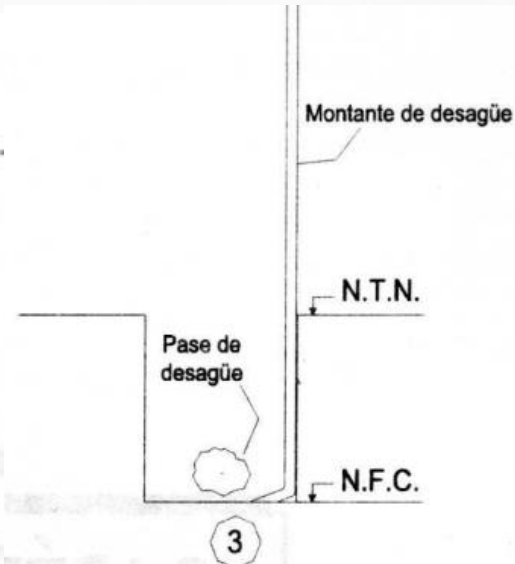 Montante de desagüe
N.T.N.
Pase de
desagüe
N.F.C.
3